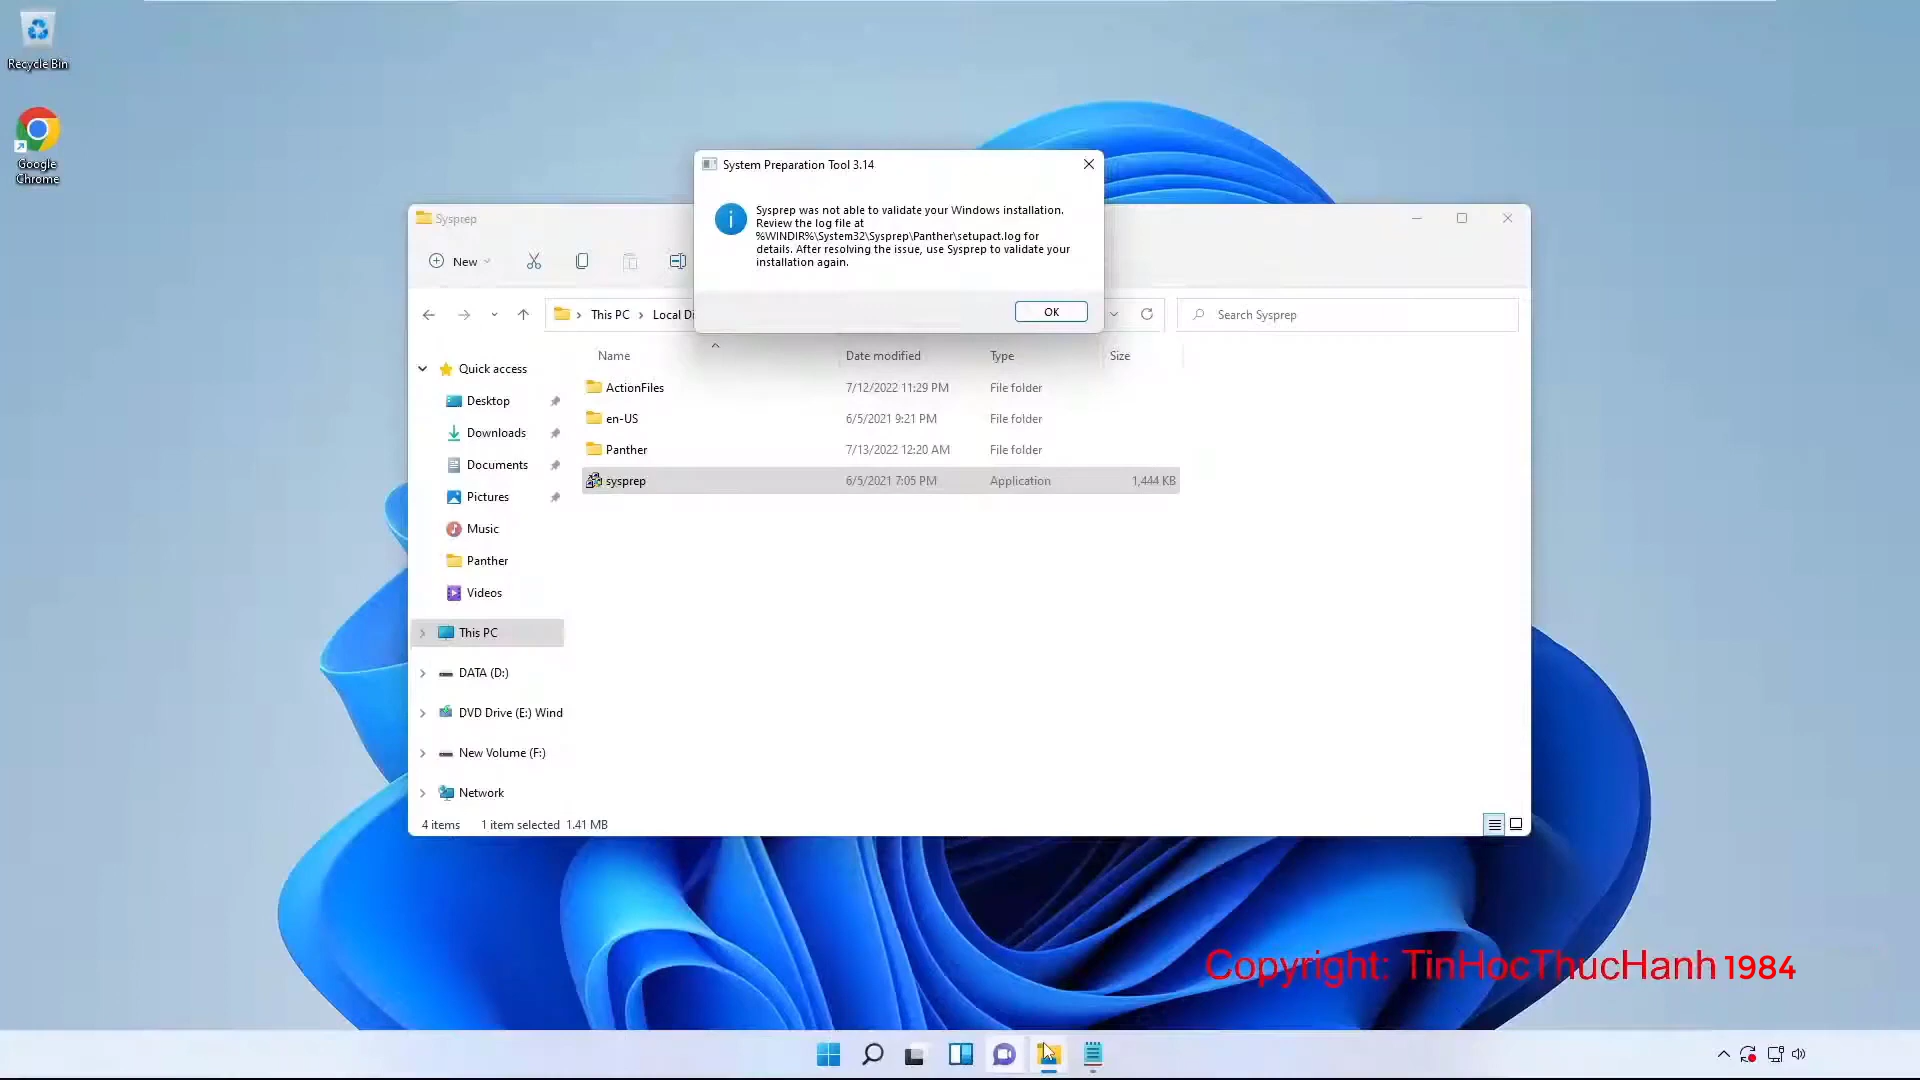 Recycle Bin
Google
Chrome
System Preparation Tool 3.14
Sysprep was not able to validate your Windows installation.
Review the log file at
%WINDIR%\System32\Sysprep\Panther\setupact.log for
details. After resolving the issue, use Sysprep to validate your
installation again.
OK
Sysprep
New
This PC
Local Di
Search Sysprep
Name
Date modified
Type
Size
Quick access
Desktop
Downloads
Documents
Pictures
Music
Panther
Videos
This PC
DATA (D:)
DVD Drive (E:) Wind
New Volume (F:)
Network
ActionFiles 7/12/2022 11:29 PM File folder
en-US 6/5/2021 9:21 PM File folder
Panther 7/13/2022 12:20 AM File folder
sysprep 6/5/2021 7:05 PM Application 1,444 KB
4 items 1 item selected 1.41 MB
Copyright: TinHocThucHanh1984